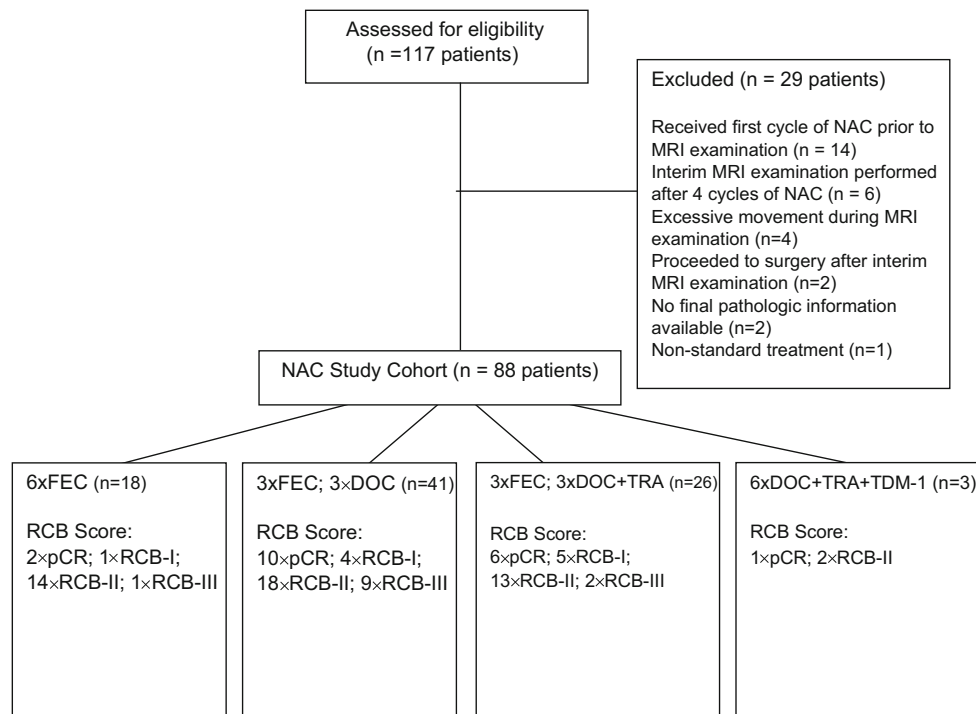 Assessed for eligibility
(n =117 patients)
Excluded (n = 29 patients)
Received first cycle of NAC prior to
MRI examination (n = 14)
Interim MRI examination performed
after 4 cycles of NAC (n = 6)
Excessive movement during MRI
examination (n=4)
Proceeded to surgery after interim
MRI examination (n=2)
No final pathologic information
available (n=2)
Non-standard treatment (n=1)
NAC Study Cohort (n = 88 patients)
6xFEC (n=18)
RCB Score:
2×pCR; 1×RCB-I;
14×RCB-II; 1×RCB-III
3xFEC; 3×DOC (n=41)
RCB Score:
10×pCR; 4×RCB-I;
18×RCB-II; 9×RCB-III
3xFEC; 3xDOC+TRA (n=26)
RCB Score:
6×pCR; 5×RCB-I;
13×RCB-II; 2×RCB-III
6xDOC+TRA+TDM-1 (n=3)
RCB Score:
1×pCR; 2×RCB-II